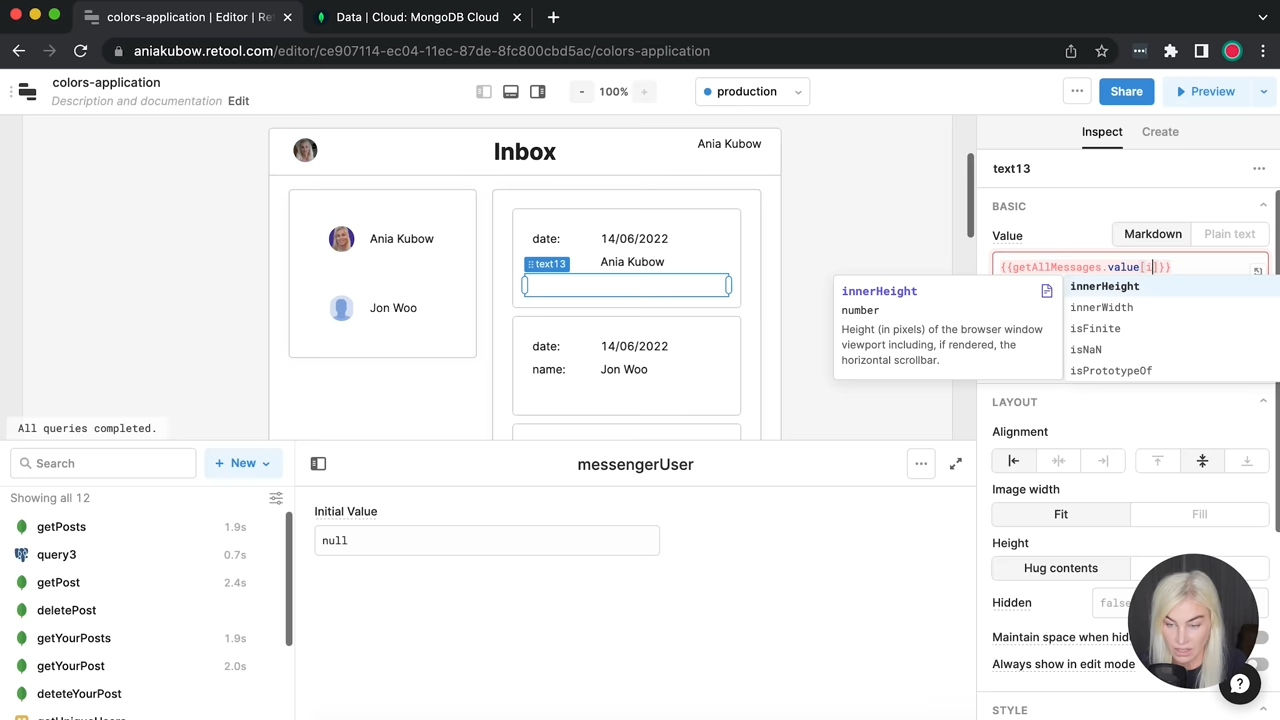 colors-application | Editor | Re
Data | Cloud: MongoDB Cloud
aniakubow.retool.com/editor/ce907114-ec04-11ec-87de-8fc800cbd5ac/colors-application
colors-application
Description and documentation Edit
- 100% +
production
Share
Preview
Inbox
Ania Kubow
Ania Kubow
Jon Woo
date: 14/06/2022
text13 Ania Kubow
date: 14/06/2022
name: Jon Woo
Inspect Create
text13
BASIC
Value
Markdown Plain text
{{getAllMessages.value[i]}}
innerHeight
number
Height (in pixels) of the browser window
viewport including, if rendered, the
horizontal scrollbar.
innerHeight
innerWidth
isFinite
isNaN
isPrototypeOf
LAYOUT
Alignment
Image width
Fit Fill
Height
Hug contents
Hidden false
Maintain space when hid
Always show in edit mode
STYLE
All queries completed.
Search
+ New
Showing all 12
getPosts 1.9s
query3 0.7s
getPost 2.4s
deletePost
getYourPosts 1.9s
getYourPost 2.0s
deteteYourPost
messengerUser
Initial Value
null